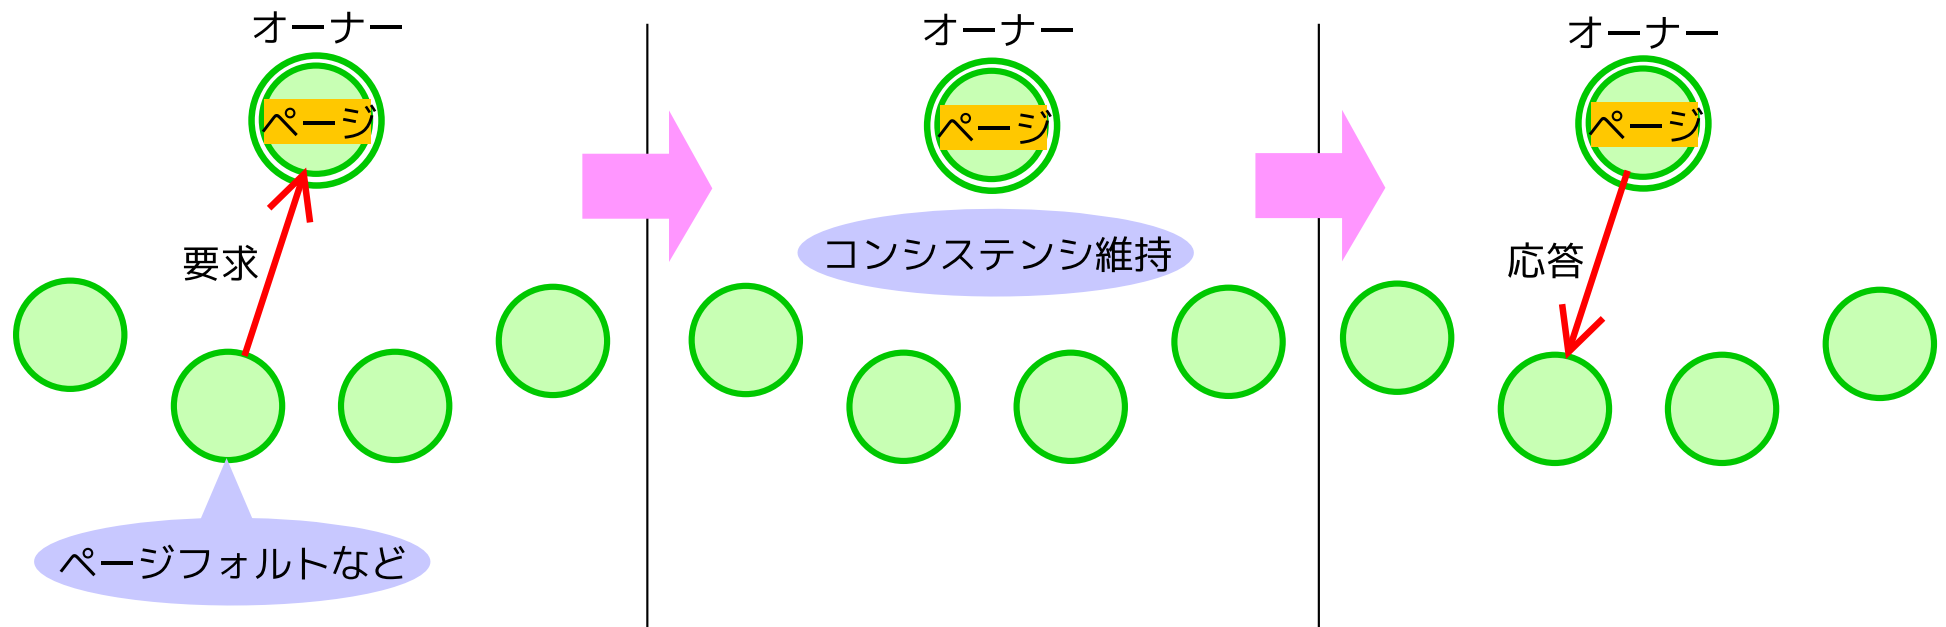 オーナー
ページ
要求
ページフォルトなど
オーナー
ページ
コンシステンシ維持
オーナー
ページ
応答